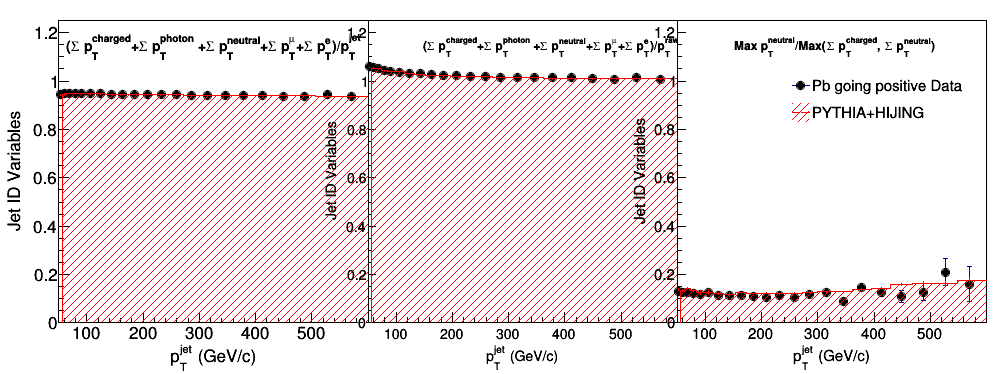 (Σ p_T^charged+Σ p_T^photon +Σ p_T^neutral+Σ p_T^μ+Σ p_T^e)/p_T^jet
(Σ p_T^charged+Σ p_T^photon +Σ p_T^neutral+Σ p_T^μ+Σ p_T^e)/p_T^raw
Max p_T^neutral/Max(Σ p_T^charged, Σ p_T^neutral)
Pb going positive Data
PYTHIA+HIJING
Jet ID Variables
1.2
1
0.8
0.6
0.4
0.2
0
100 200 300 400 500
p_T^jet (GeV/c)
Jet ID Variables
1.2
1
0.8
0.6
0.4
0.2
0
100 200 300 400 500
p_T^jet (GeV/c)
Jet ID Variables
1.2
1
0.8
0.6
0.4
0.2
0
100 200 300 400 500
p_T^jet (GeV/c)